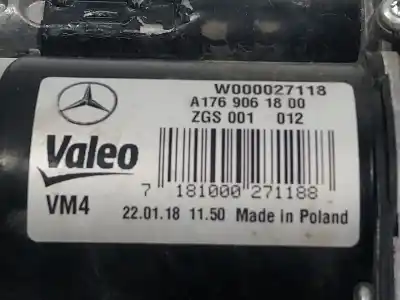 W000027118
A176 906 18 00
ZGS 001 012
Valeo
7 181000 271188
VM4
22.01.18 11.50 Made in Poland